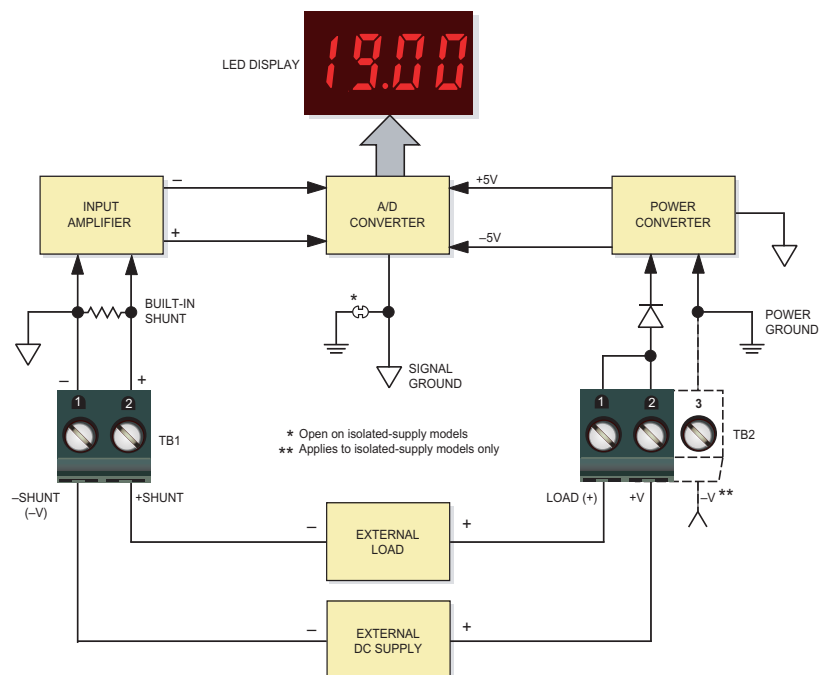 LED DISPLAY
19.00
INPUT
AMPLIFIER
–
+
A/D
CONVERTER
+5V
–5V
POWER
CONVERTER
BUILT-IN
SHUNT
*
SIGNAL
GROUND
POWER
GROUND
– +
1 2
TB1
* Open on isolated-supply models
** Applies to isolated-supply models only
1 2 3
TB2
–SHUNT
(–V)
+SHUNT
LOAD (+)
+V
–V **
–
EXTERNAL
LOAD
+
–
EXTERNAL
DC SUPPLY
+